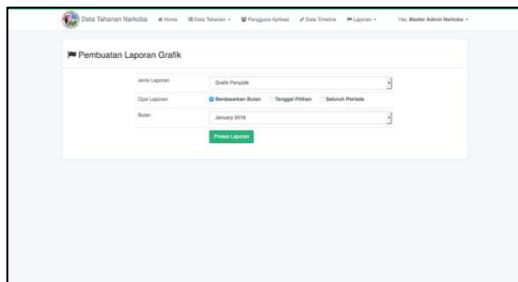 Data Tahanan Narkoba Home Data Tahanan Pengguna Aplikasi Data Timeline Laporan Hai, Master Admin Narkoba
Pembuatan Laporan Grafik
Jenis Laporan Grafik Penyidik
Opsi Laporan Berdasarkan Bulan Tanggal Pilihan Seluruh Periode
Bulan January 2018
Proses Laporan